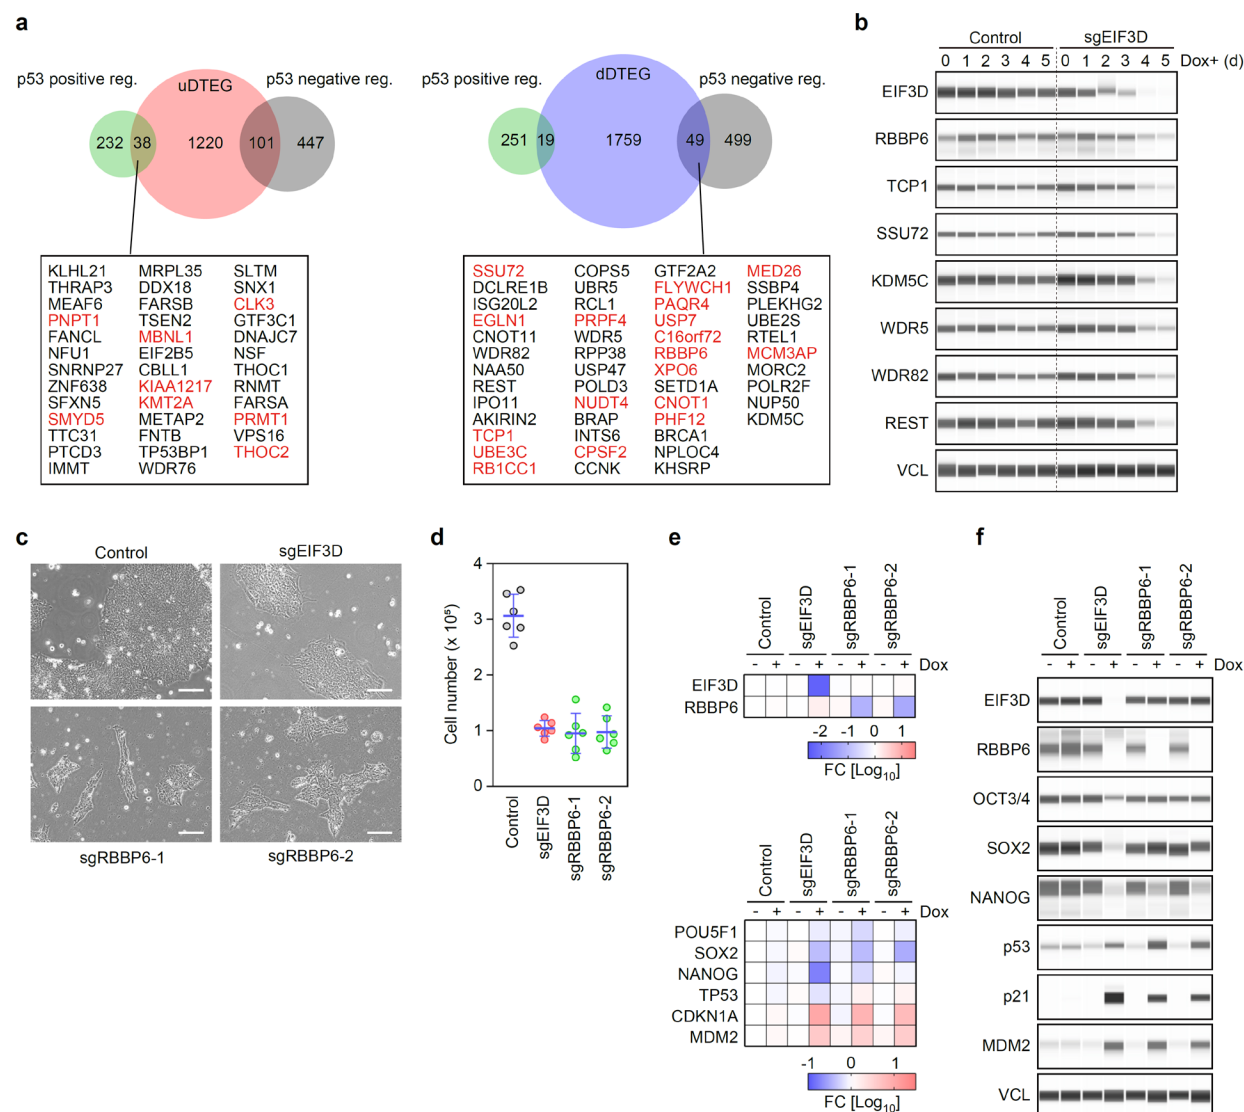 a
p53 positive reg.
uDTEG
p53 negative reg.
232 38 1220 101 447
KLHL21 MRPL35 SLTM
THRAP3 DDX18 SNX1
MEAF6 FARSB CLK3
PNPT1 TSEN2 GTF3C1
FANCL MBNL1 DNAJC7
NFU1 EIF2B5 NSF
SNRNP27 CBLL1 THOC1
ZNF638 KIAA1217 RNMT
SFXN5 KMT2A FARSA
SMYD5 METAP2 PRMT1
TTC31 FNTB VPS16
PTCD3 TP53BP1 THOC2
IMMT WDR76
p53 positive reg.
dDTEG
p53 negative reg.
251 19 1759 49 499
SSU72 COPS5 GTF2A2 MED26
DCLRE1B UBR5 FLYWCH1 SSBP4
ISG20L2 RCL1 PAQR4 PLEKHG2
EGLN1 PRPF4 USP7 UBE2S
CNOT11 WDR5 C16orf72 RTEL1
WDR82 RPP38 RBBP6 MCM3AP
NAA50 USP47 XPO6 MORC2
REST POLD3 SETD1A POLR2F
IPO11 NUDT4 CNOT1 NUP50
AKIRIN2 BRAP PHF12 KDM5C
TCP1 INTS6 BRCA1
UBE3C CPSF2 NPLOC4
RB1CC1 CCNK KHSRP
b
Control sgEIF3D
0 1 2 3 4 5 0 1 2 3 4 5 Dox+ (d)
EIF3D
RBBP6
TCP1
SSU72
KDM5C
WDR5
WDR82
REST
VCL
c
Control sgEIF3D
sgRBBP6-1 sgRBBP6-2
d
Cell number (x 10⁵)
4
3
2
1
0
Control
sgEIF3D
sgRBBP6-1
sgRBBP6-2
e
Control
sgEIF3D
sgRBBP6-1
sgRBBP6-2
- + - + - + - + Dox
EIF3D
RBBP6
-2 -1 0 1
FC [Log₁₀]
Control
sgEIF3D
sgRBBP6-1
sgRBBP6-2
- + - + - + - + Dox
POU5F1
SOX2
NANOG
TP53
CDKN1A
MDM2
-1 0 1
FC [Log₁₀]
f
Control
sgEIF3D
sgRBBP6-1
sgRBBP6-2
- + - + - + - + Dox
EIF3D
RBBP6
OCT3/4
SOX2
NANOG
p53
p21
MDM2
VCL